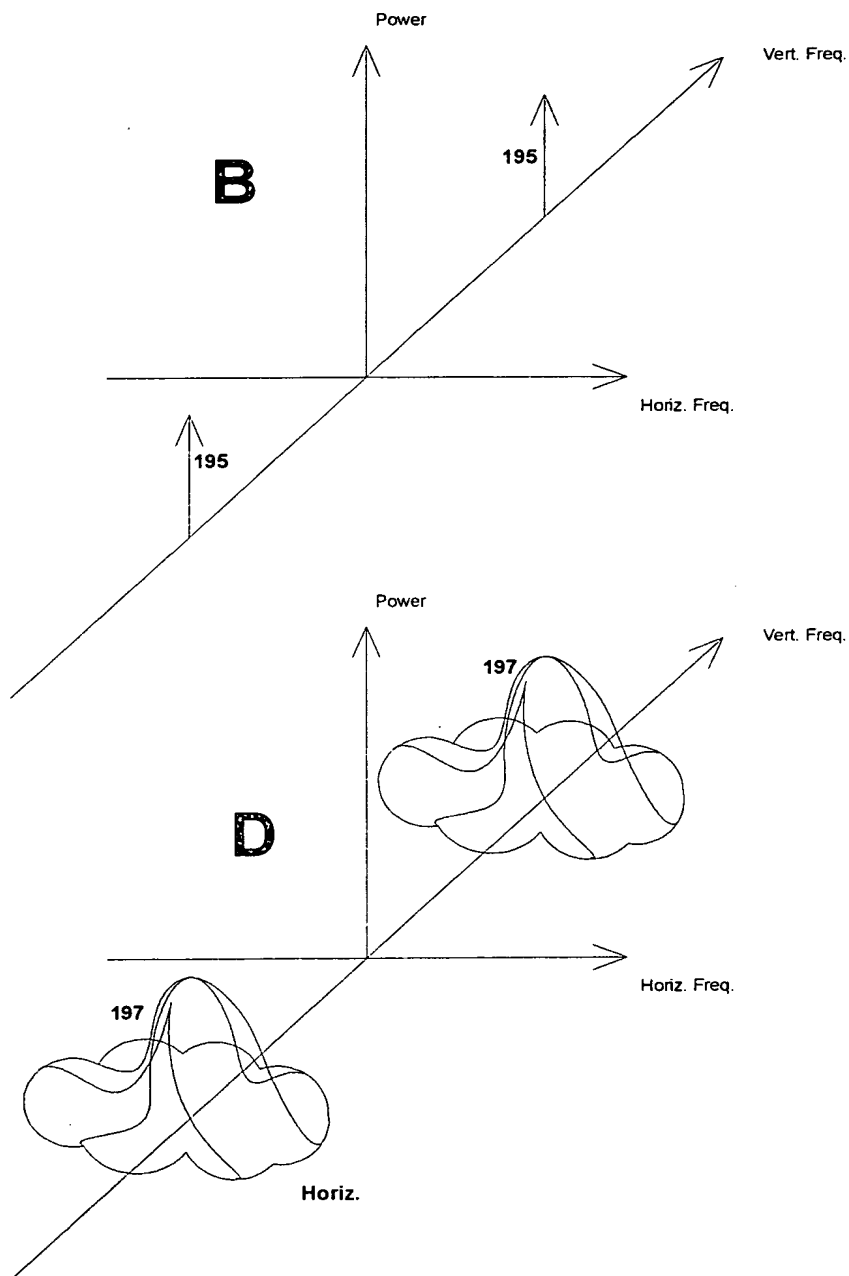 Power
Vert. Freq.
B
195
Horiz. Freq.
195
Power
Vert. Freq.
197
D
Horiz. Freq.
197
Horiz.